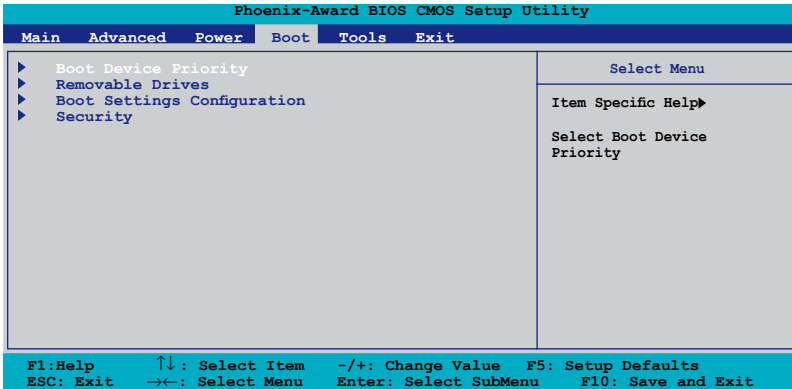 Phoenix-Award BIOS CMOS Setup Utility
Main Advanced Power Boot Tools Exit
Boot Device Priority
Removable Drives
Boot Settings Configuration
Security
Select Menu
Item Specific Help▶
Select Boot Device
Priority
F1:Help ↑↓: Select Item -/+: Change Value F5: Setup Defaults
ESC: Exit →←: Select Menu Enter: Select SubMenu F10: Save and Exit